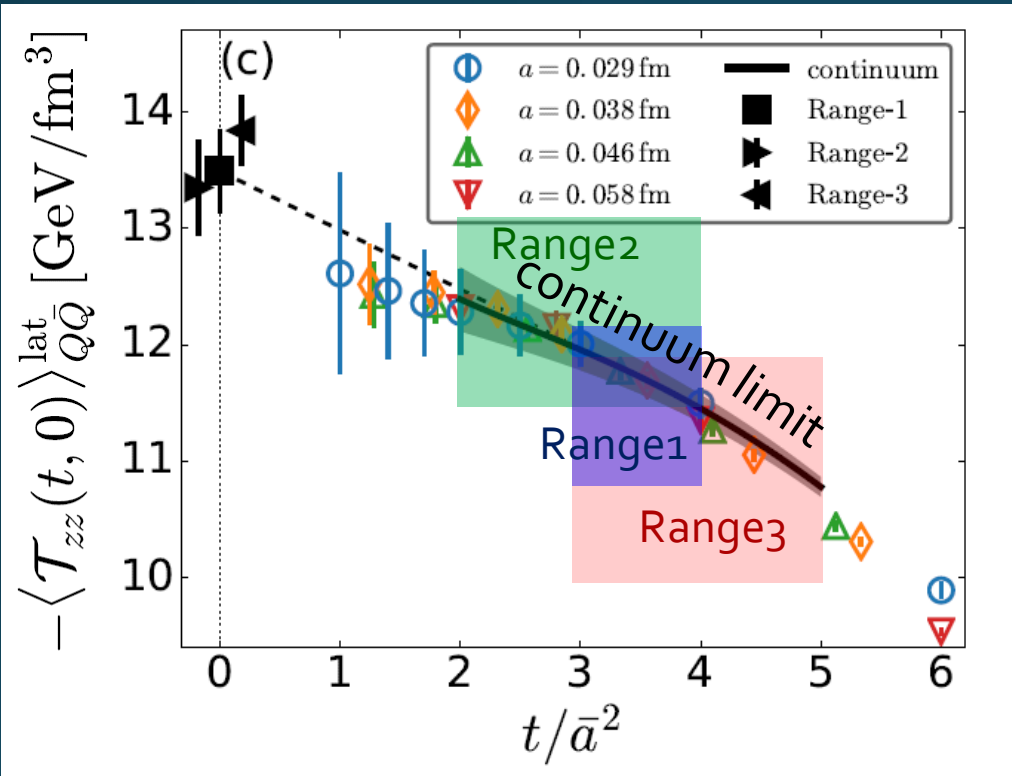 (c)
a = 0. 029 fm
a = 0. 038 fm
a = 0. 046 fm
a = 0. 058 fm
continuum
Range-1
Range-2
Range-3
−⟨𝒯zz(t, 0)⟩^lat_QQ̄ [GeV/fm³]
14
13
12
11
10
Range2
continuum limit
Range1
Range3
0 1 2 3 4 5 6
t/ā²